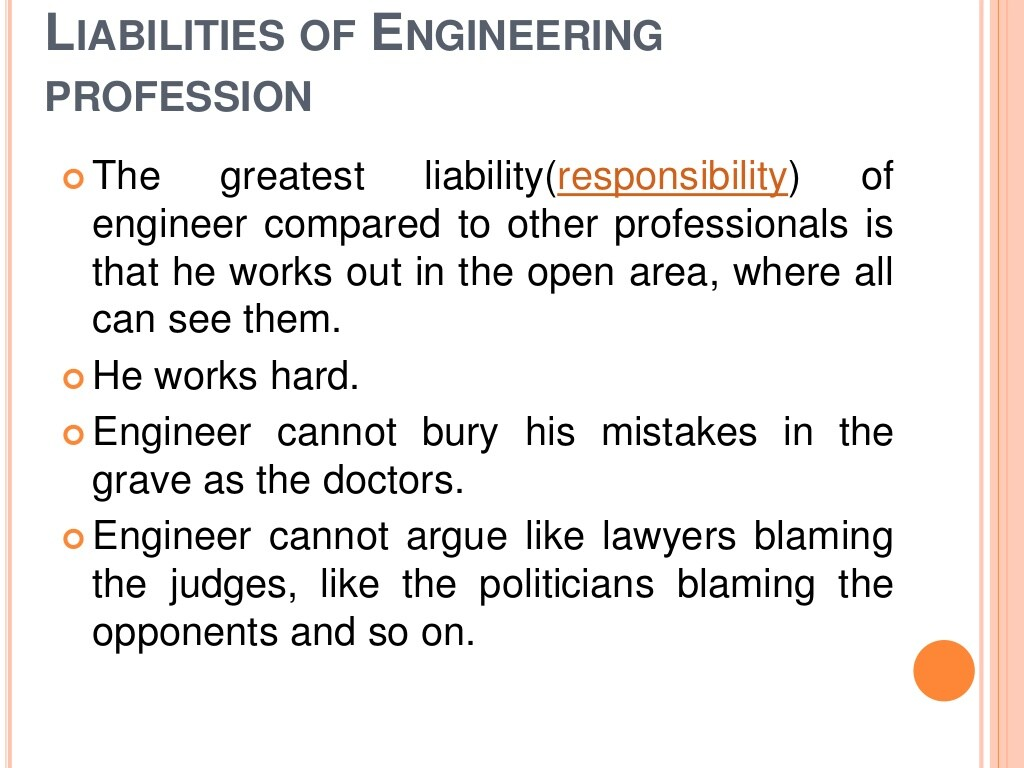 LIABILITIES OF ENGINEERING
PROFESSION
The greatest liability(responsibility) of
engineer compared to other professionals is
that he works out in the open area, where all
can see them.
He works hard.
Engineer cannot bury his mistakes in the
grave as the doctors.
Engineer cannot argue like lawyers blaming
the judges, like the politicians blaming the
opponents and so on.